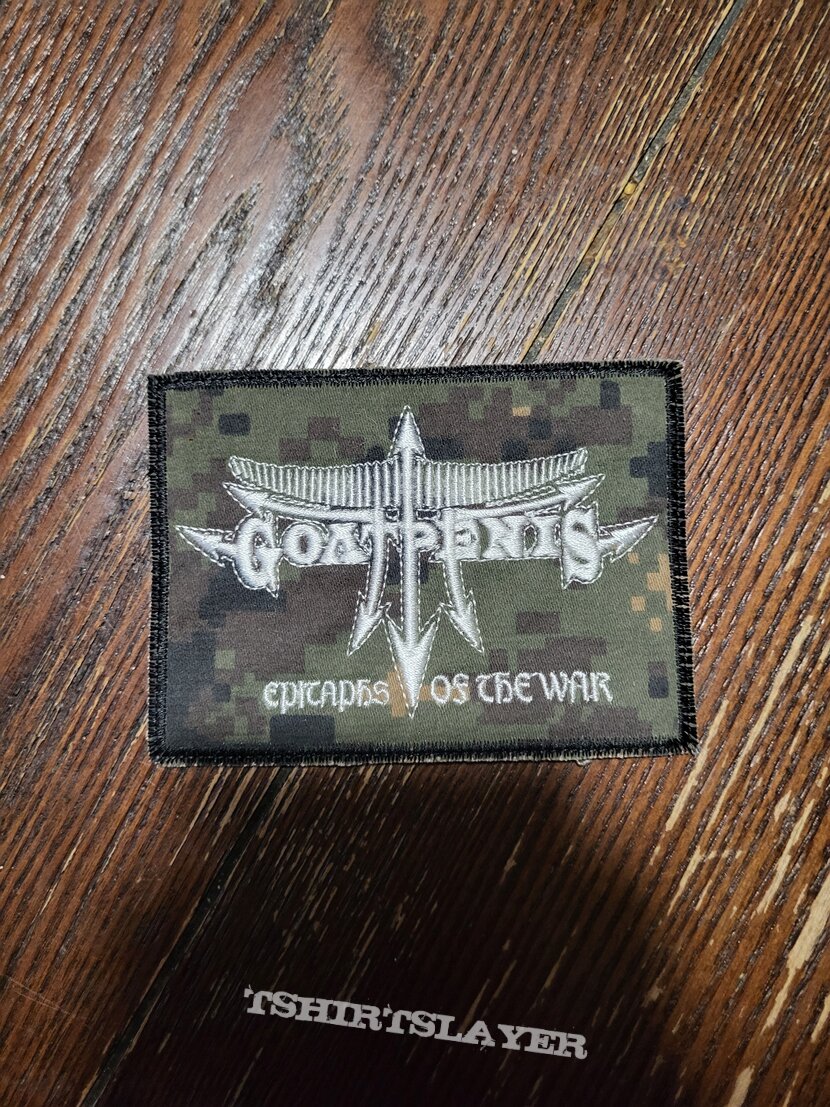 GOATPENIS
EPITAPHS OF THE WAR
TSHIRTSLAYER